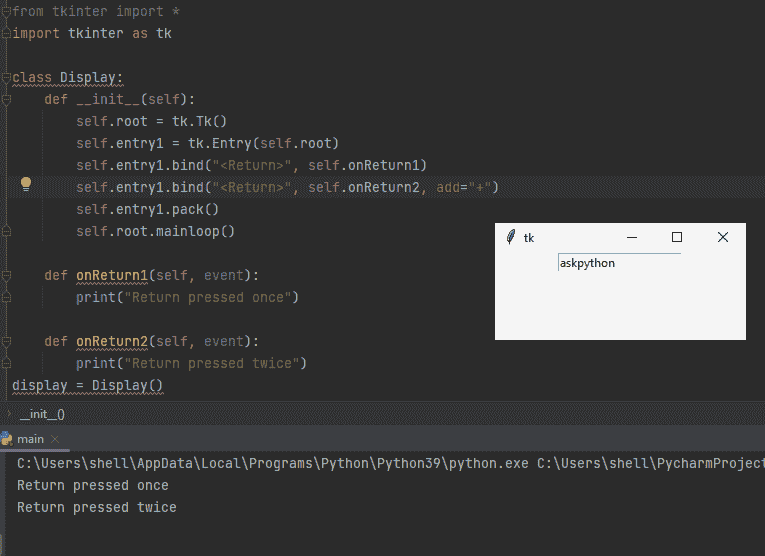 from tkinter import *
import tkinter as tk
class Display:
def __init__(self):
self.root = tk.Tk()
self.entry1 = tk.Entry(self.root)
self.entry1.bind("<Return>", self.onReturn1)
self.entry1.bind("<Return>", self.onReturn2, add="+")
self.entry1.pack()
self.root.mainloop()
def onReturn1(self, event):
print("Return pressed once")
def onReturn2(self, event):
print("Return pressed twice")
display = Display()
tk
askpython
__init__()
main
C:\Users\shell\AppData\Local\Programs\Python\Python39\python.exe C:\Users\shell\PycharmProject
Return pressed once
Return pressed twice